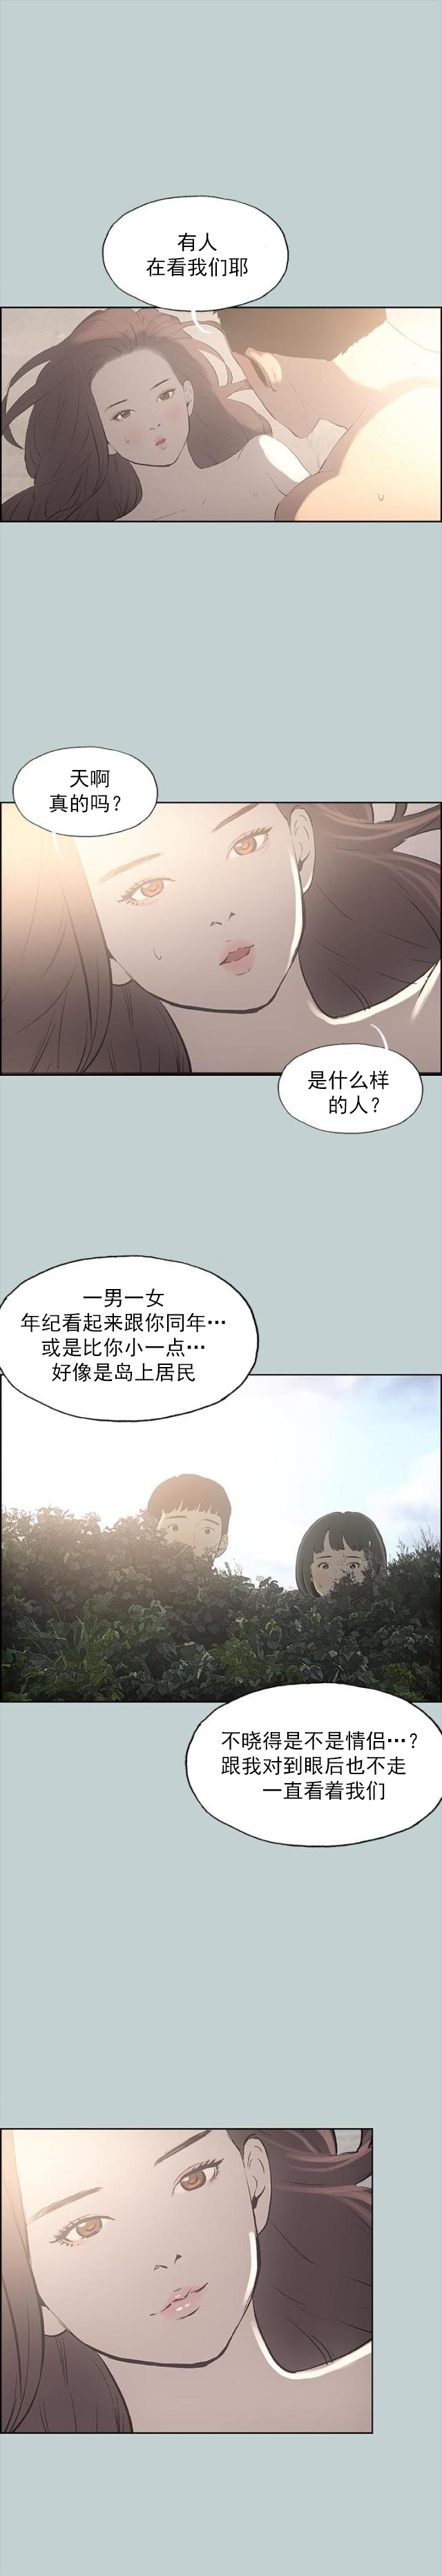 有人
在看我们耶
天啊
真的吗?
是什么样
的人?
一男一女
年纪看起来跟你同年…
或是比你小一点…
好像是岛上居民
不晓得是不是情侣…?
跟我对到眼后也不走
一直看着我们